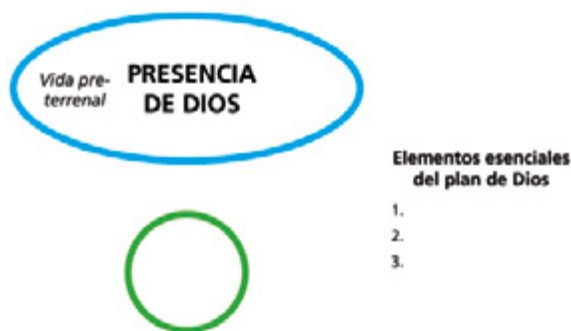 Vida pre-
terrenal
PRESENCIA
DE DIOS
Elementos esenciales
del plan de Dios
1.
2.
3.